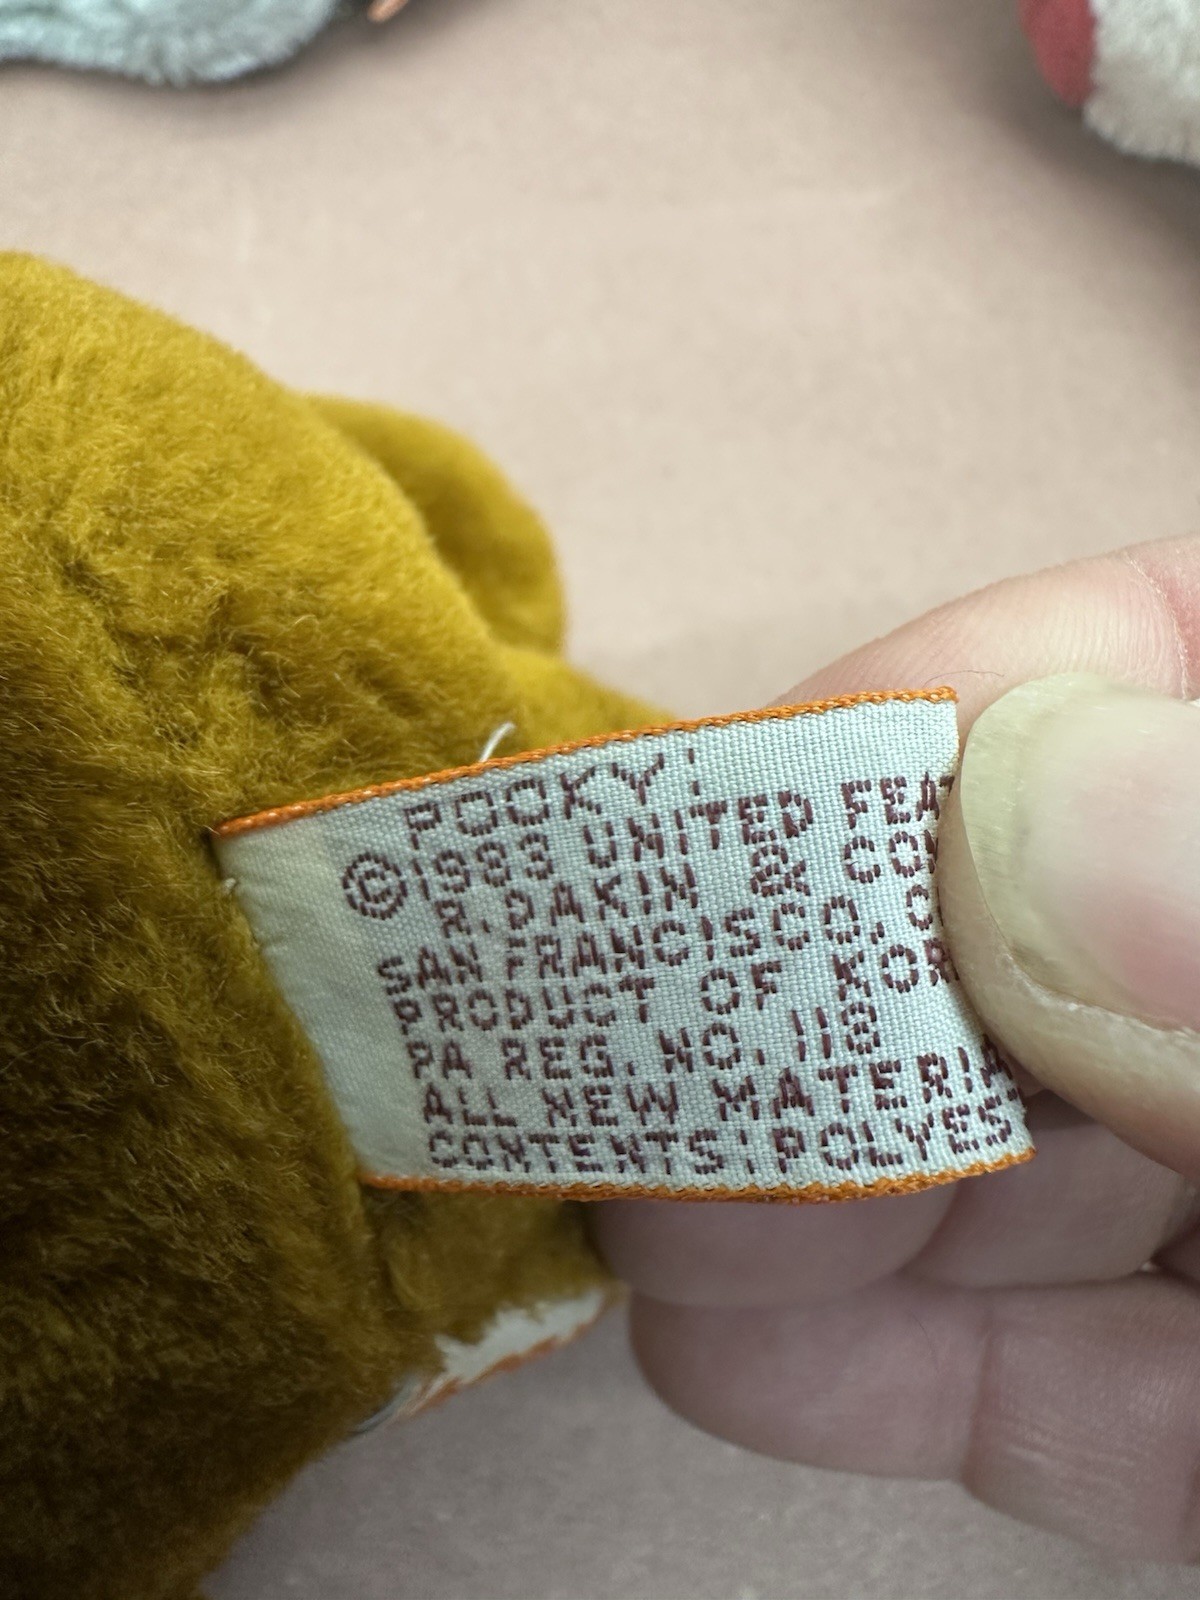 POOKY:
©1983 UNITED FEAT
R. DAKIN & CO
SAN FRANCISCO, C
PRODUCT OF KOR
PA REG. NO. 118
ALL NEW MATERIA
CONTENTS: POLYES